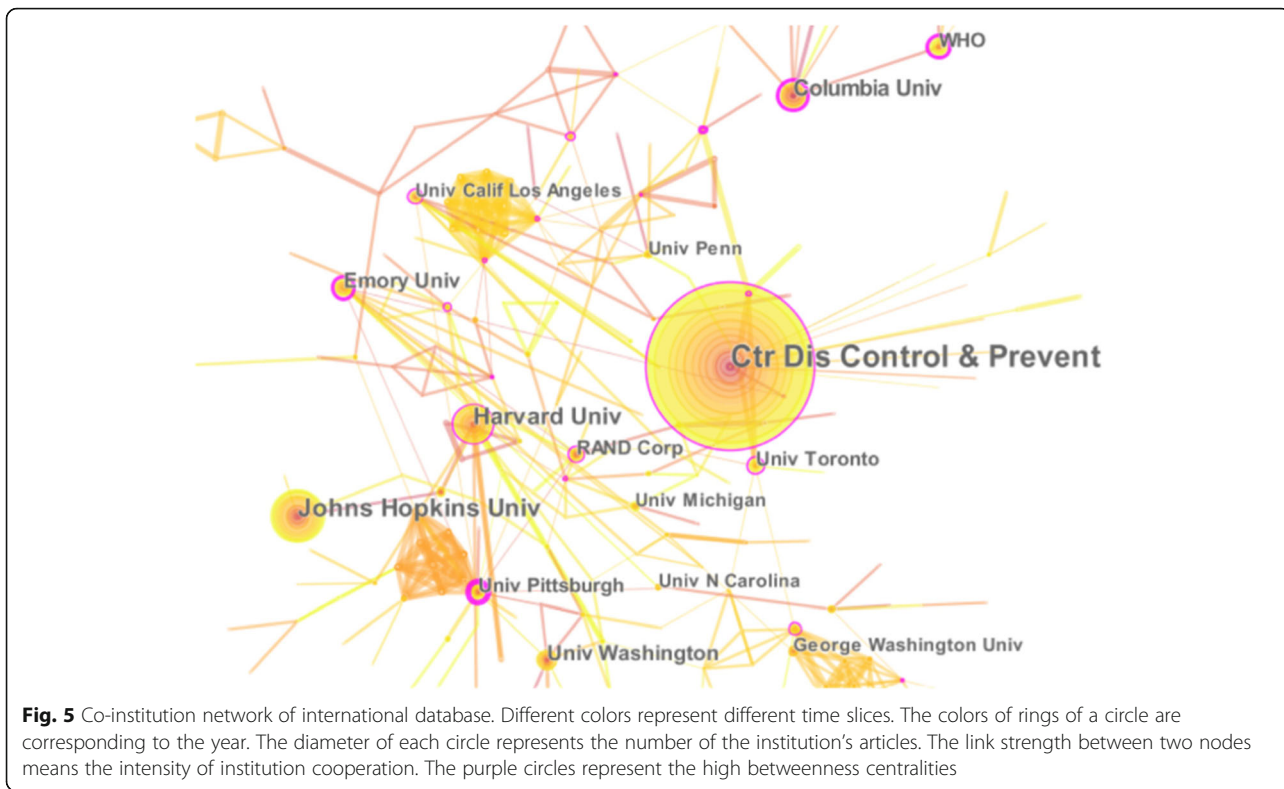 WHO
Columbia Univ
Univ Calif Los Angeles
Univ Penn
Emory Univ
Ctr Dis Control & Prevent
Harvard Univ
RAND Corp
Univ Toronto
Johns Hopkins Univ
Univ Michigan
Univ Pittsburgh
Univ N Carolina
Univ Washington
George Washington Univ
Fig. 5 Co-institution network of international database. Different colors represent different time slices. The colors of rings of a circle are
corresponding to the year. The diameter of each circle represents the number of the institution's articles. The link strength between two nodes
means the intensity of institution cooperation. The purple circles represent the high betweenness centralities